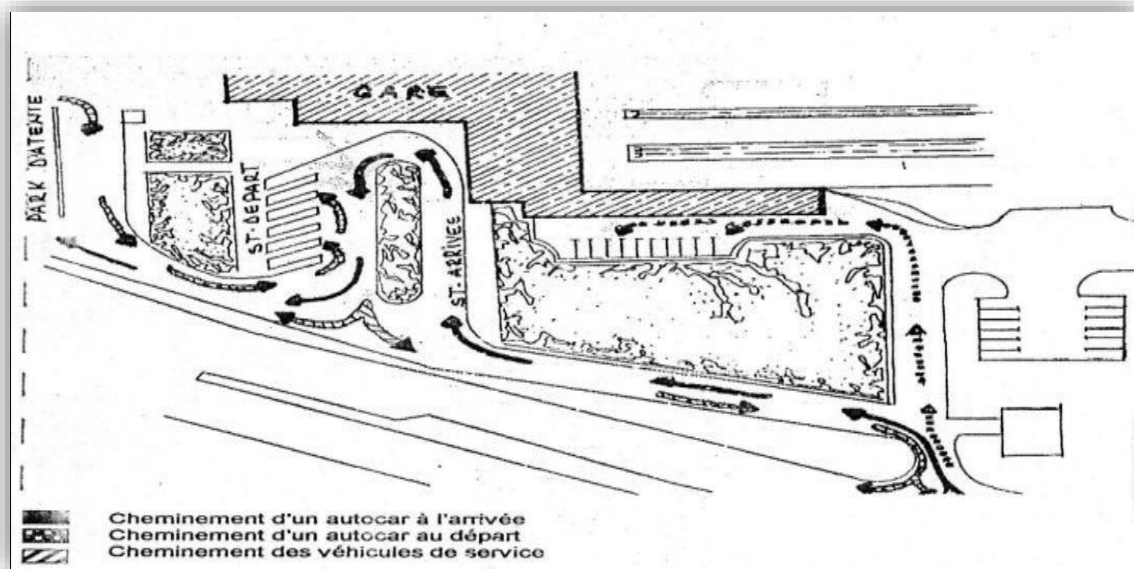 GARE
PARK D'ATENTE
ST. DEPART
ST. ARRIVEE
Cheminement d'un autocar à l'arrivée
Cheminement d'un autocar au départ
Cheminement des véhicules de service